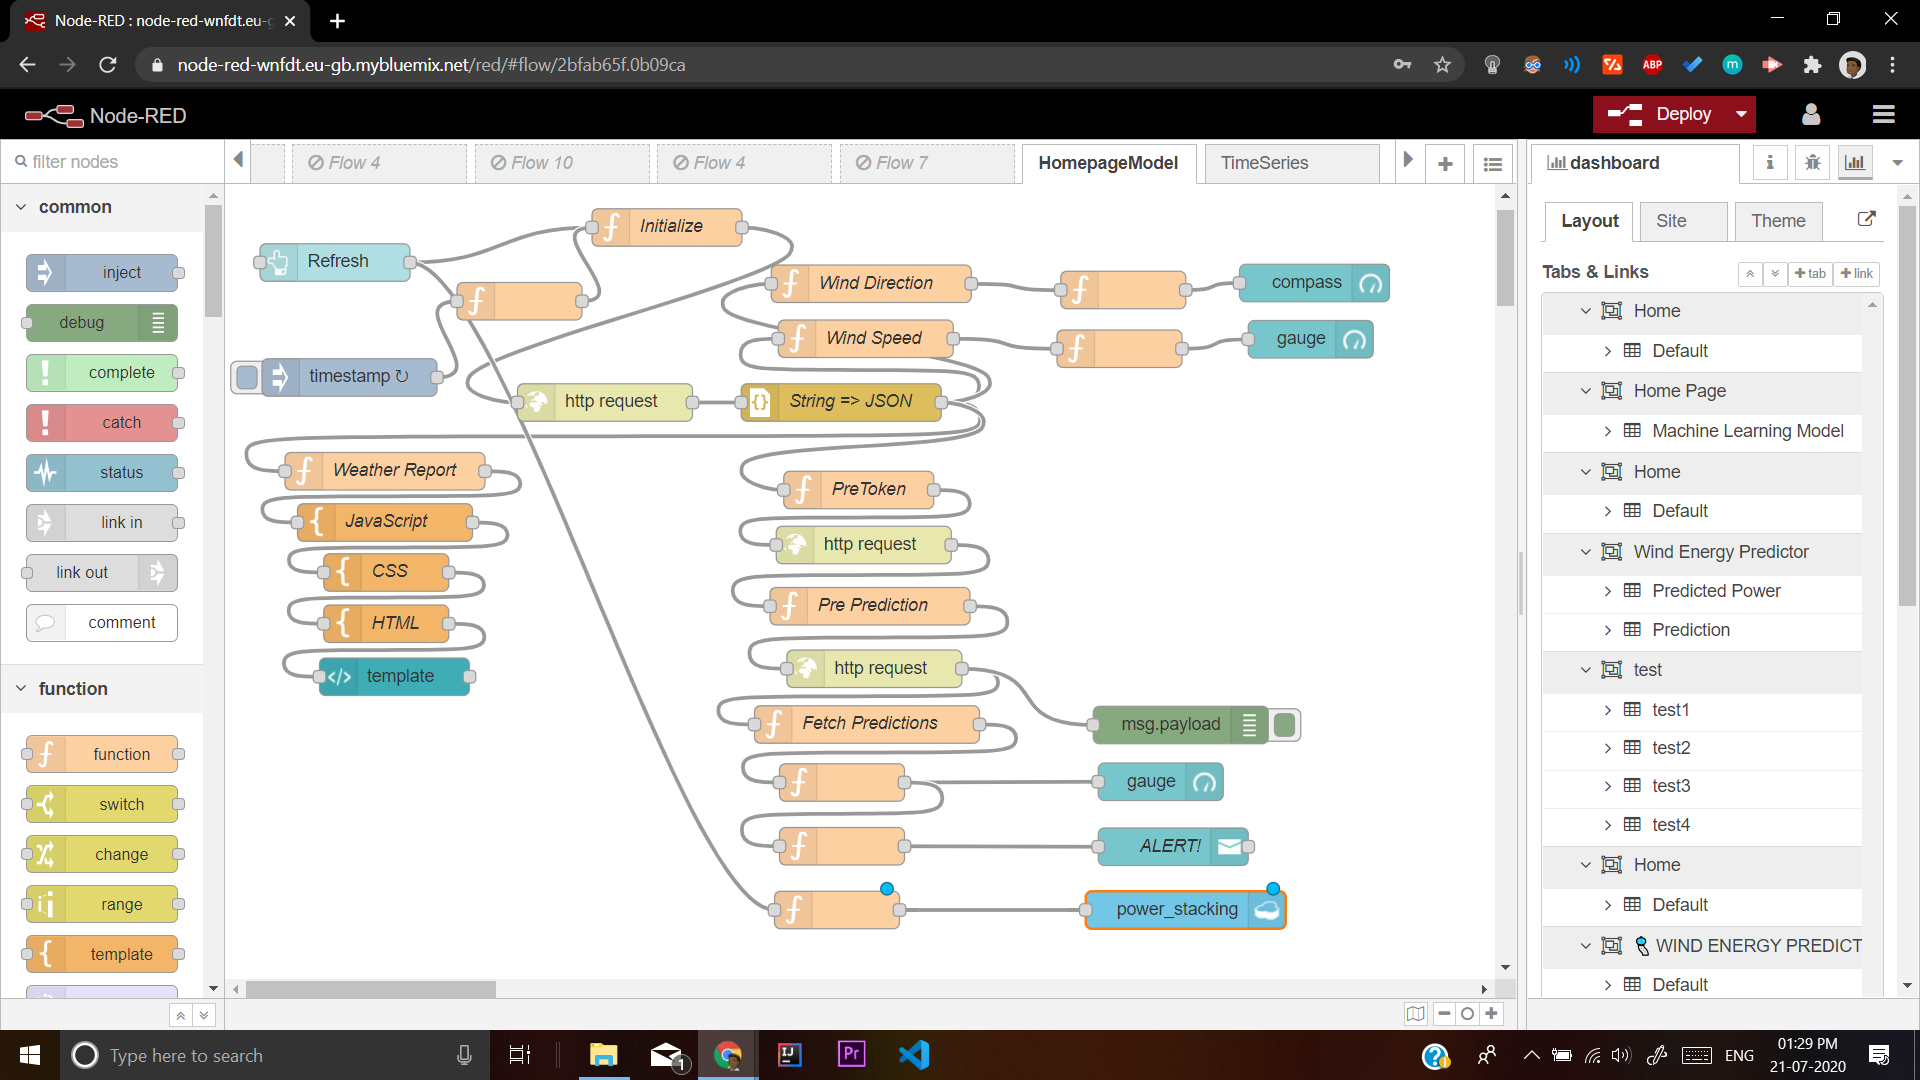 Node-RED : node-red-wnfdt.eu-g
node-red-wnfdt.eu-gb.mybluemix.net/red/#flow/2bfab65f.0b09ca
ABP
m
Node-RED
Deploy
filter nodes
Flow 4
Flow 10
Flow 4
Flow 7
HomepageModel
TimeSeries
dashboard
common
inject
debug
complete
catch
status
link in
link out
comment
function
function
switch
change
range
template
Refresh
Initialize
timestamp ↻
http request
String => JSON
Wind Direction
compass
Wind Speed
gauge
Weather Report
JavaScript
CSS
HTML
template
PreToken
http request
Pre Prediction
http request
Fetch Predictions
msg.payload
gauge
ALERT!
power_stacking
Layout
Site
Theme
Tabs & Links
tab
link
Home
Default
Home Page
Machine Learning Model
Home
Default
Wind Energy Predictor
Predicted Power
Prediction
test
test1
test2
test3
test4
Home
Default
WIND ENERGY PREDICT
Default
Type here to search
1
IJ
Pr
ENG
01:29 PM
21-07-2020